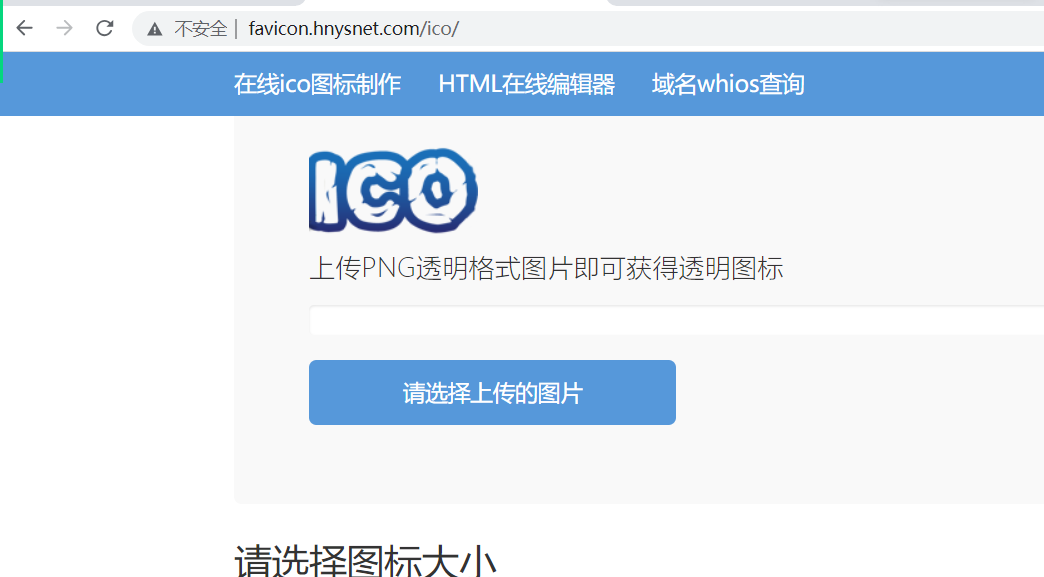 不安全 | favicon.hnysnet.com/ico/
在线ico图标制作 HTML在线编辑器 域名whios查询
ICO
上传PNG透明格式图片即可获得透明图标
请选择上传的图片
请选择图标大小